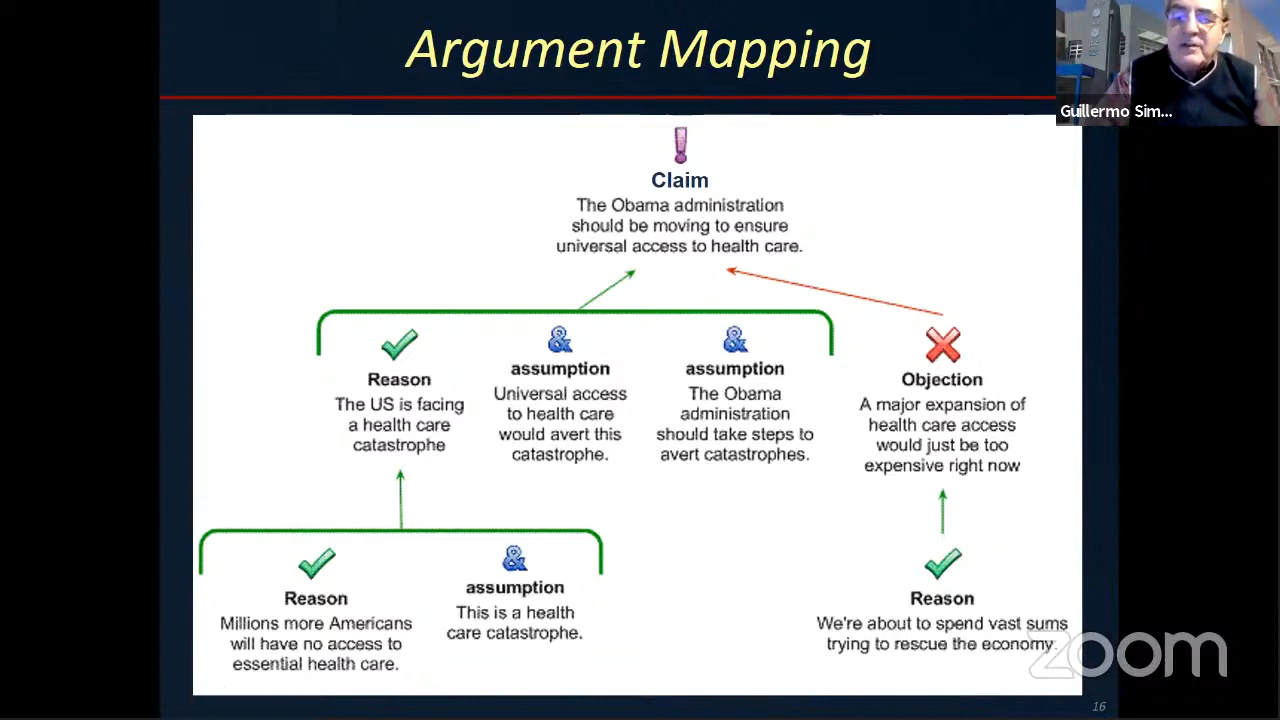 Argument Mapping
Guillermo Sim...
Claim
The Obama administration
should be moving to ensure
universal access to health care.
&
assumption
Universal access
to health care
would avert this
catastrophe.
&
assumption
The Obama
administration
should take steps to
avert catastrophes.
Reason
The US is facing
a health care
catastrophe
Objection
A major expansion of
health care access
would just be too
expensive right now
Reason
Millions more Americans
will have no access to
essential health care.
&
assumption
This is a health
care catastrophe.
Reason
We're about to spend vast sums
trying to rescue the economy.
zoom
16